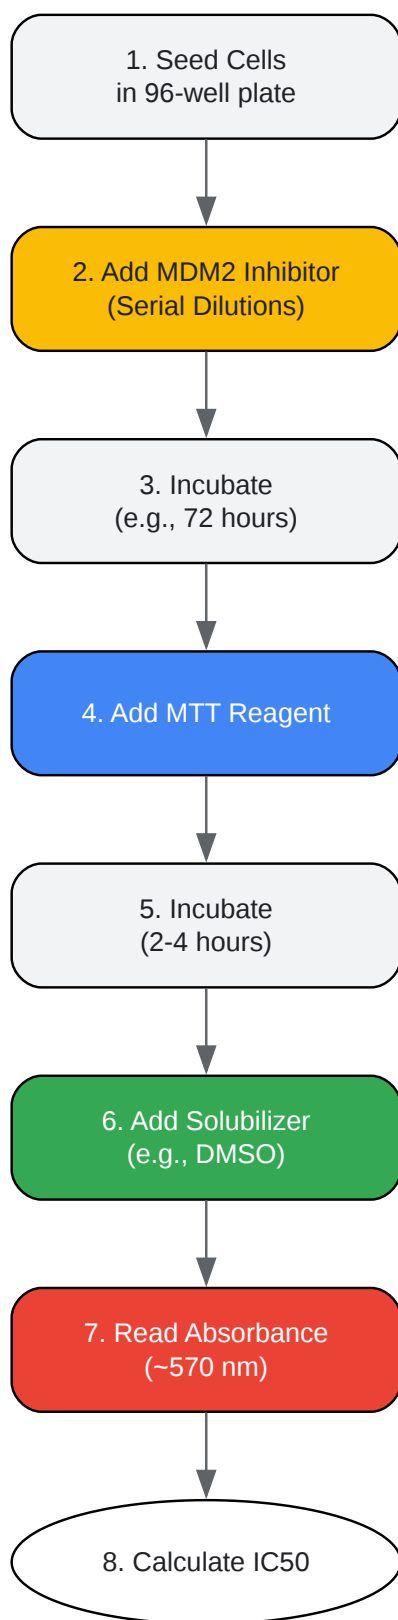 1. Seed Cells
in 96-well plate
2. Add MDM2 Inhibitor
(Serial Dilutions)
3. Incubate
(e.g., 72 hours)
4. Add MTT Reagent
5. Incubate
(2-4 hours)
6. Add Solubilizer
(e.g., DMSO)
7. Read Absorbance
(~570 nm)
8. Calculate IC50